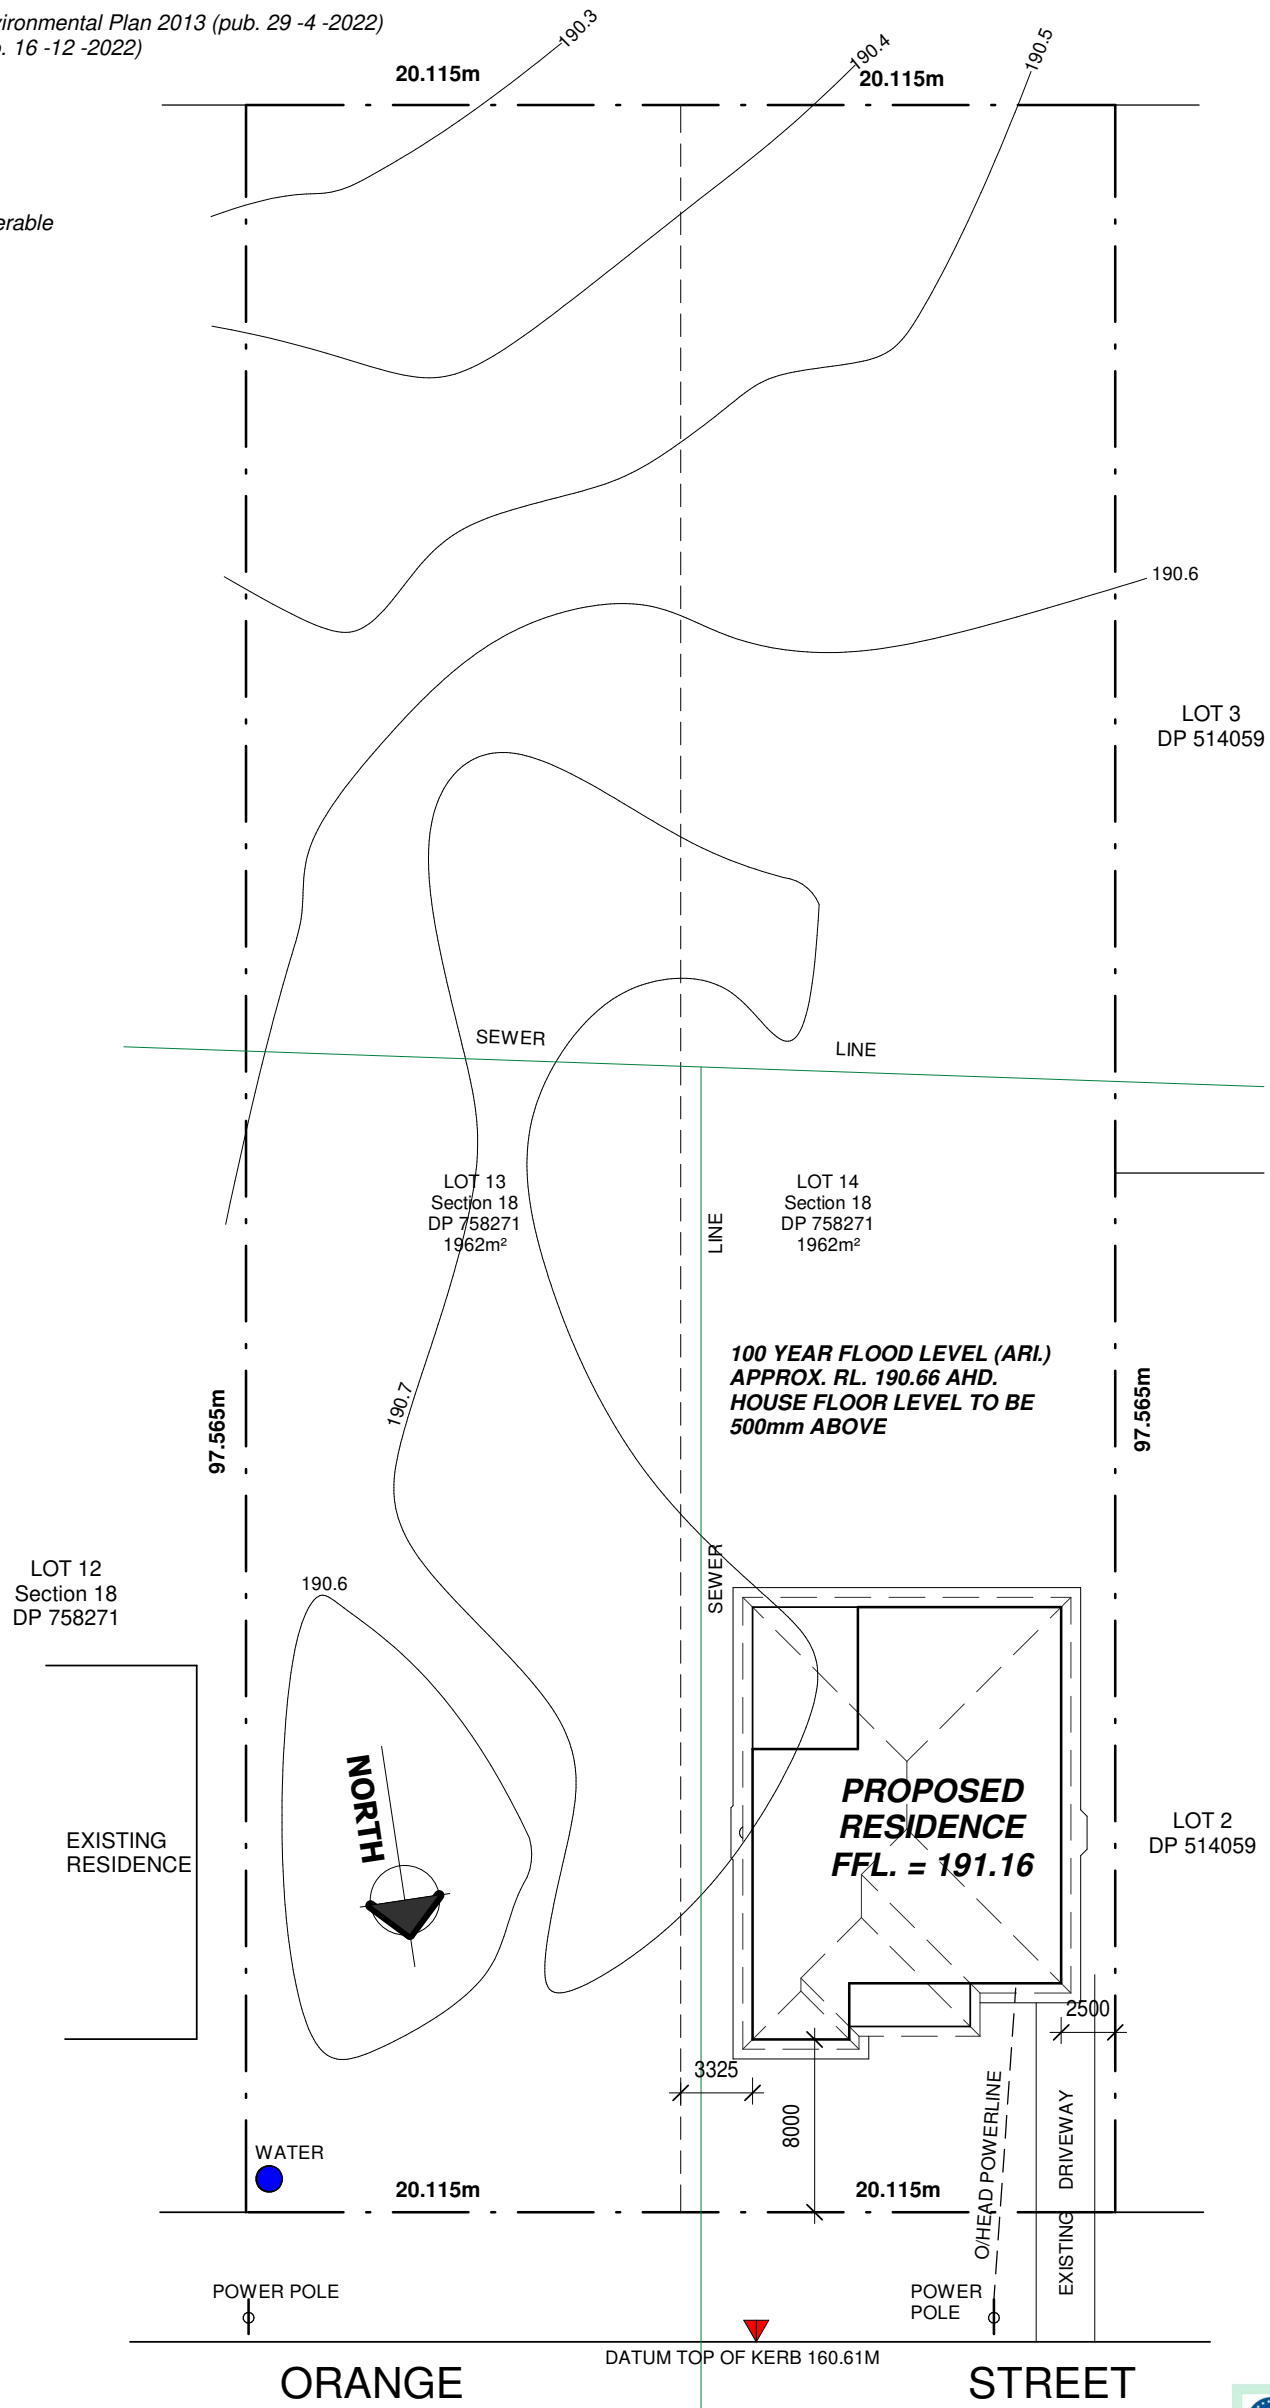 vironmental Plan 2013 (pub. 29 -4 -2022)
. 16 -12 -2022)
erable
190.3
190.4
190.5
20.115m
20.115m
190.6
LOT 3
DP 514059
SEWER
LINE
LOT 13
Section 18
DP 758271
1962m²
LOT 14
Section 18
DP 758271
1962m²
LINE
100 YEAR FLOOD LEVEL (ARI.)
APPROX. RL. 190.66 AHD.
HOUSE FLOOR LEVEL TO BE
500mm ABOVE
97.565m
190.7
97.565m
SEWER
LOT 12
Section 18
DP 758271
190.6
NORTH
EXISTING
RESIDENCE
PROPOSED
RESIDENCE
FFL. = 191.16
LOT 2
DP 514059
2500
3325
8000
O/HEAD POWERLINE
EXISTING DRIVEWAY
WATER
20.115m
20.115m
POWER POLE
POWER
POLE
DATUM TOP OF KERB 160.61M
ORANGE STREET